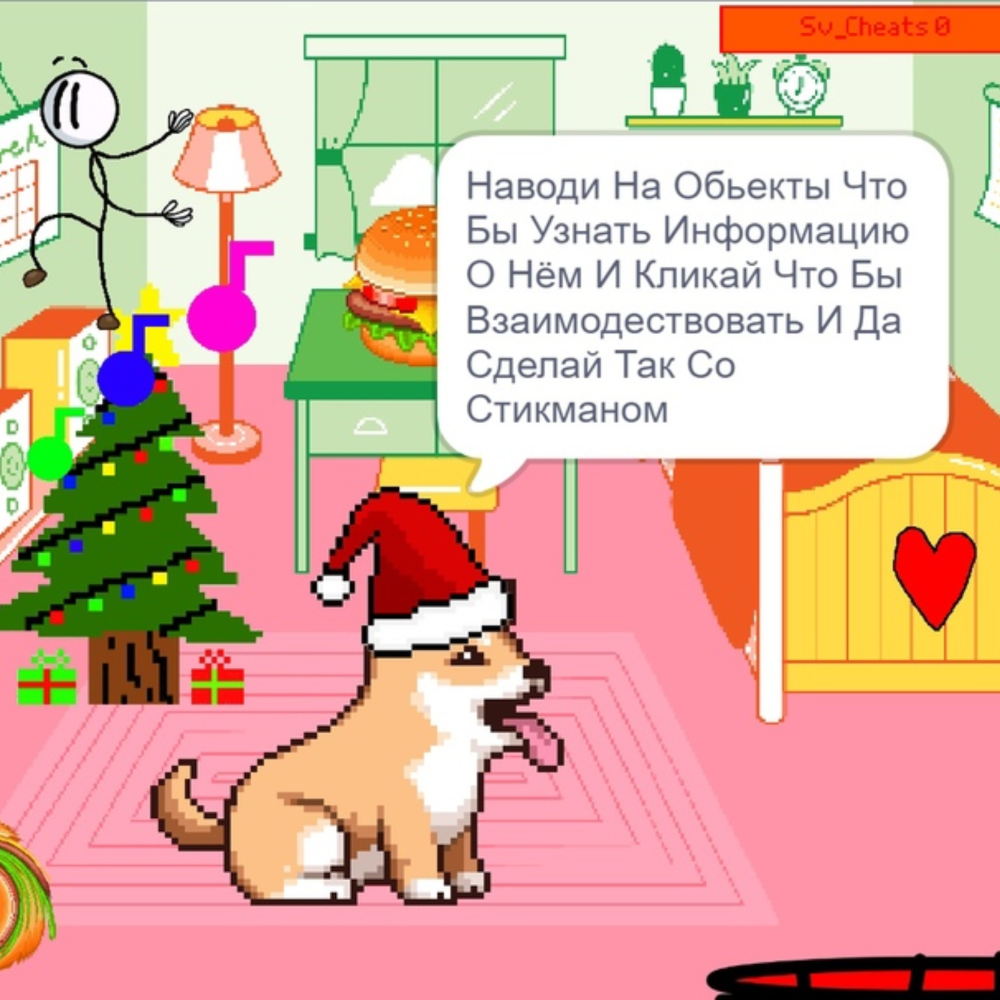 Sv_Cheats 0
Наводи На Обьекты Что
Бы Узнать Информацию
О Нём И Кликай Что Бы
Взаимодествовать И Да
Сделай Так Со
Стикманом